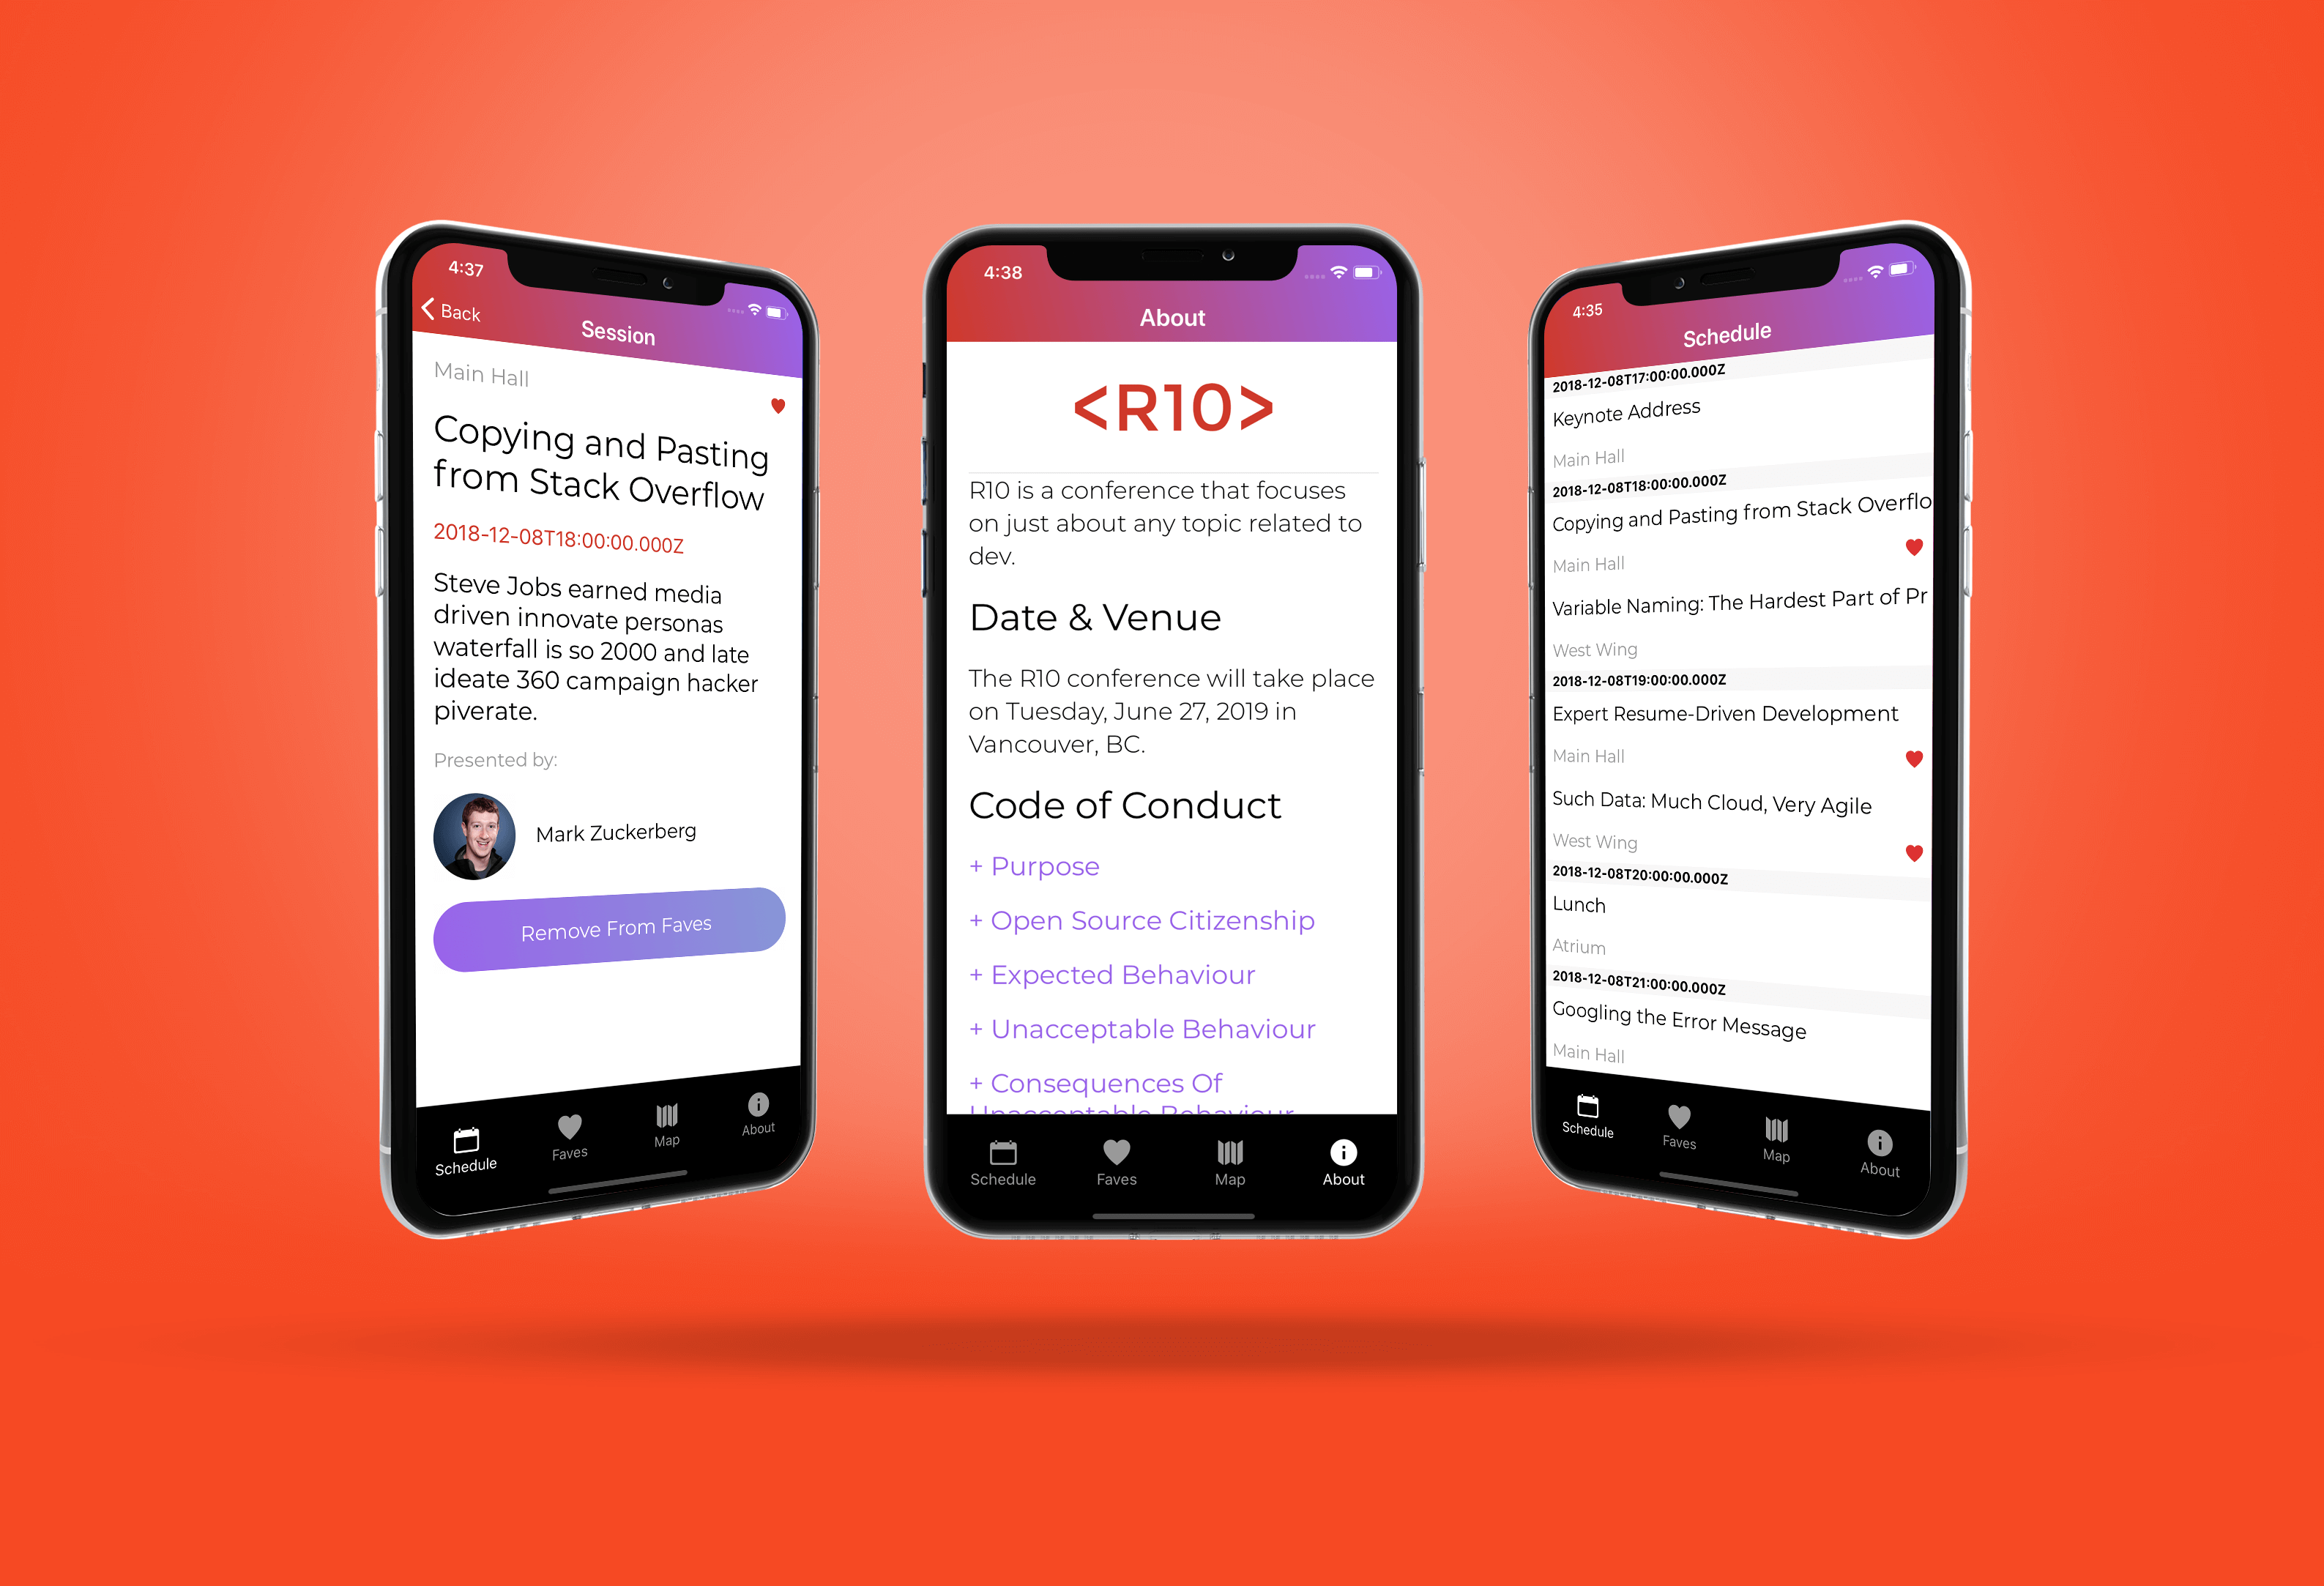 4:37
Back
Session
Main Hall
Copying and Pasting
from Stack Overflow
2018-12-08T18:00:00.000Z
Steve Jobs earned media
driven innovate personas
waterfall is so 2000 and late
ideate 360 campaign hacker
piverate.
Presented by:
Mark Zuckerberg
Remove From Faves
Schedule
Faves
Map
About
4:38
About
<R10>
R10 is a conference that focuses
on just about any topic related to
dev.
Date & Venue
The R10 conference will take place
on Tuesday, June 27, 2019 in
Vancouver, BC.
Code of Conduct
+ Purpose
+ Open Source Citizenship
+ Expected Behaviour
+ Unacceptable Behaviour
+ Consequences Of
Unacceptable Behaviour
Schedule
Faves
Map
About
4:35
Schedule
2018-12-08T17:00:00.000Z
Keynote Address
Main Hall
2018-12-08T18:00:00.000Z
Copying and Pasting from Stack Overflo
Main Hall
Variable Naming: The Hardest Part of Pr
West Wing
2018-12-08T19:00:00.000Z
Expert Resume-Driven Development
Main Hall
Such Data: Much Cloud, Very Agile
West Wing
2018-12-08T20:00:00.000Z
Lunch
Atrium
2018-12-08T21:00:00.000Z
Googling the Error Message
Main Hall
Schedule
Faves
Map
About